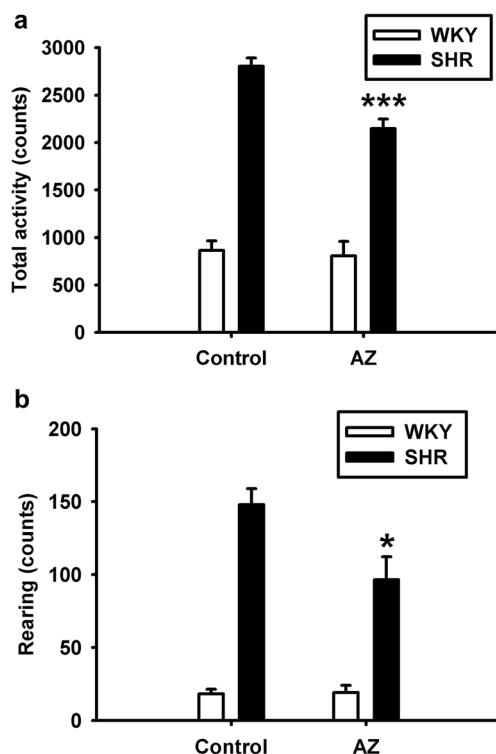 a
WKY
SHR
Total activity (counts)
3000
2500
2000
1500
1000
500
0
***
Control AZ
b
WKY
SHR
Rearing (counts)
200
150
100
50
0
*
Control AZ